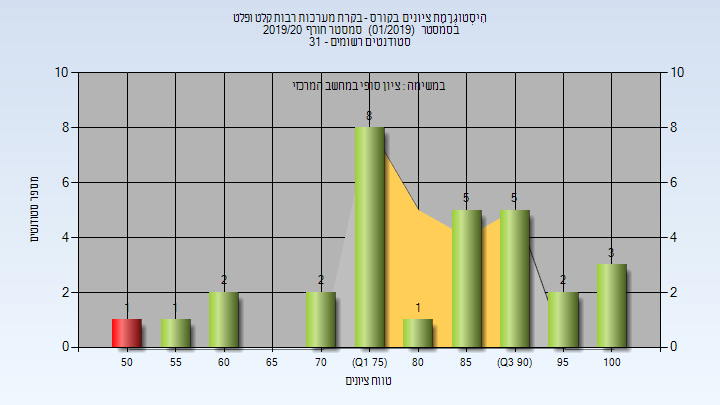 היסטוגרמת ציונים בקורס - בקרת מערכות רבות קלט ופלט
בסמסטר (01/2019) סמסטר חורף 2019/20
סטודנטים רשומים - 31
במשימה : ציון סופי במחשב המרכזי
מספר סטודנטים
10 10
8 8
6 6
4 4
2 2
0 0
1 1 2 2 8 1 5 5 2 3
50 55 60 65 70 (Q1 75) 80 85 (Q3 90) 95 100
טווח ציונים